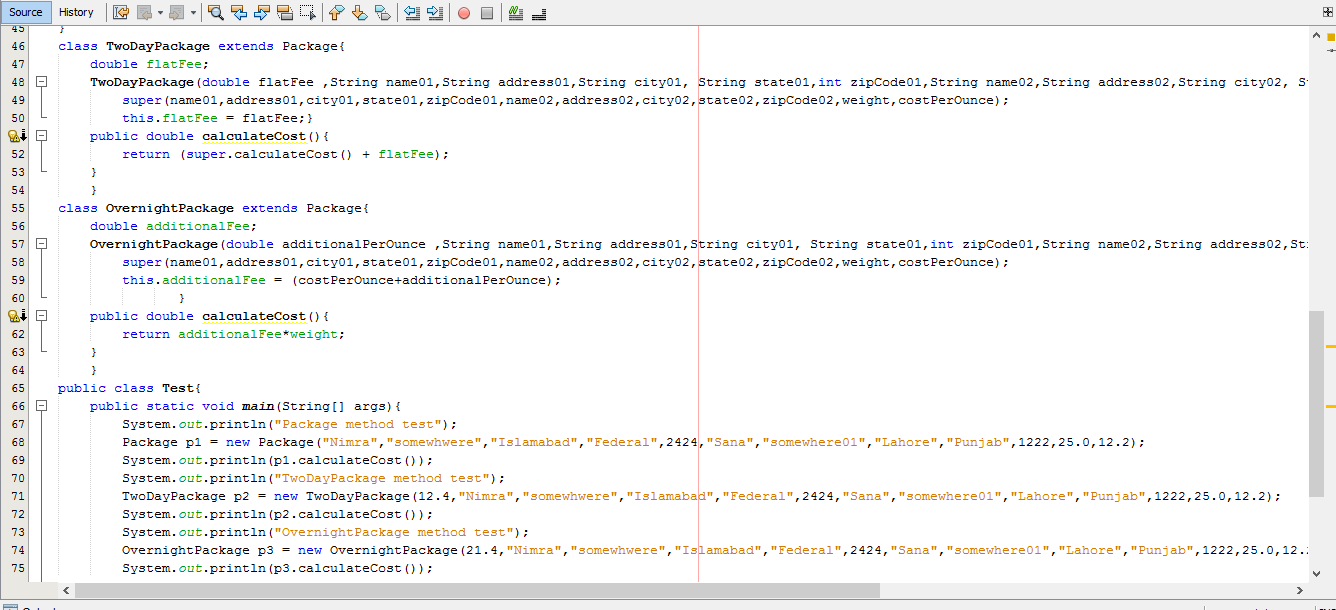 Source History
45 }
46 class TwoDayPackage extends Package{
47 double flatFee;
48 TwoDayPackage(double flatFee ,String name01,String address01,String city01, String state01,int zipCode01,String name02,String address02,String city02, S
49 super(name01,address01,city01,state01,zipCode01,name02,address02,city02,state02,zipCode02,weight,costPerOunce);
50 this.flatFee = flatFee;}
public double calculateCost(){
52 return (super.calculateCost() + flatFee);
53 }
54 }
55 class OvernightPackage extends Package{
56 double additionalFee;
57 OvernightPackage(double additionalPerOunce ,String name01,String address01,String city01, String state01,int zipCode01,String name02,String address02,St
58 super(name01,address01,city01,state01,zipCode01,name02,address02,city02,state02,zipCode02,weight,costPerOunce);
59 this.additionalFee = (costPerOunce+additionalPerOunce);
60 }
public double calculateCost(){
62 return additionalFee*weight;
63 }
64 }
65 public class Test{
66 public static void main(String[] args){
67 System.out.println("Package method test");
68 Package p1 = new Package("Nimra","somewhwere","Islamabad","Federal",2424,"Sana","somewhere01","Lahore","Punjab",1222,25.0,12.2);
69 System.out.println(p1.calculateCost());
70 System.out.println("TwoDayPackage method test");
71 TwoDayPackage p2 = new TwoDayPackage(12.4,"Nimra","somewhwere","Islamabad","Federal",2424,"Sana","somewhere01","Lahore","Punjab",1222,25.0,12.2);
72 System.out.println(p2.calculateCost());
73 System.out.println("OvernightPackage method test");
74 OvernightPackage p3 = new OvernightPackage(21.4,"Nimra","somewhwere","Islamabad","Federal",2424,"Sana","somewhere01","Lahore","Punjab",1222,25.0,12.
75 System.out.println(p3.calculateCost());